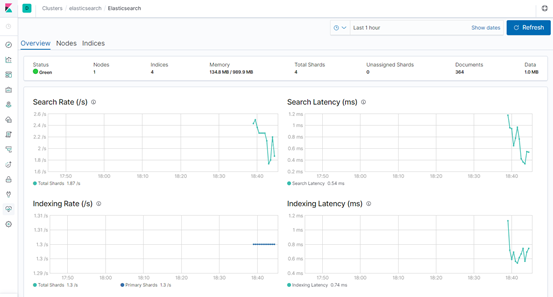 D Clusters / elasticsearch / Elasticsearch
Last 1 hour Show dates Refresh
Overview Nodes Indices
Status Nodes Indices Memory Total Shards Unassigned Shards Documents Data
Green 1 4 134.8 MB / 989.9 MB 4 0 364 1.0 MB
Search Rate (/s) Search Latency (ms)
2.6 /s
2.4 /s
2.2 /s
2 /s
1.8 /s
1.6 /s
17:50 18:00 18:10 18:20 18:30 18:40
Total Shards 1.87 /s
1.2 ms
1 ms
0.8 ms
0.6 ms
0.4 ms
0.2 ms
17:50 18:00 18:10 18:20 18:30 18:40
Search Latency 0.54 ms
Indexing Rate (/s) Indexing Latency (ms)
1.31 /s
1.31 /s
1.3 /s
1.3 /s
1.29 /s
17:50 18:00 18:10 18:20 18:30 18:40
Total Shards 1.3 /s Primary Shards 1.3 /s
1.2 ms
1 ms
0.8 ms
0.6 ms
0.4 ms
17:50 18:00 18:10 18:20 18:30 18:40
Indexing Latency 0.74 ms